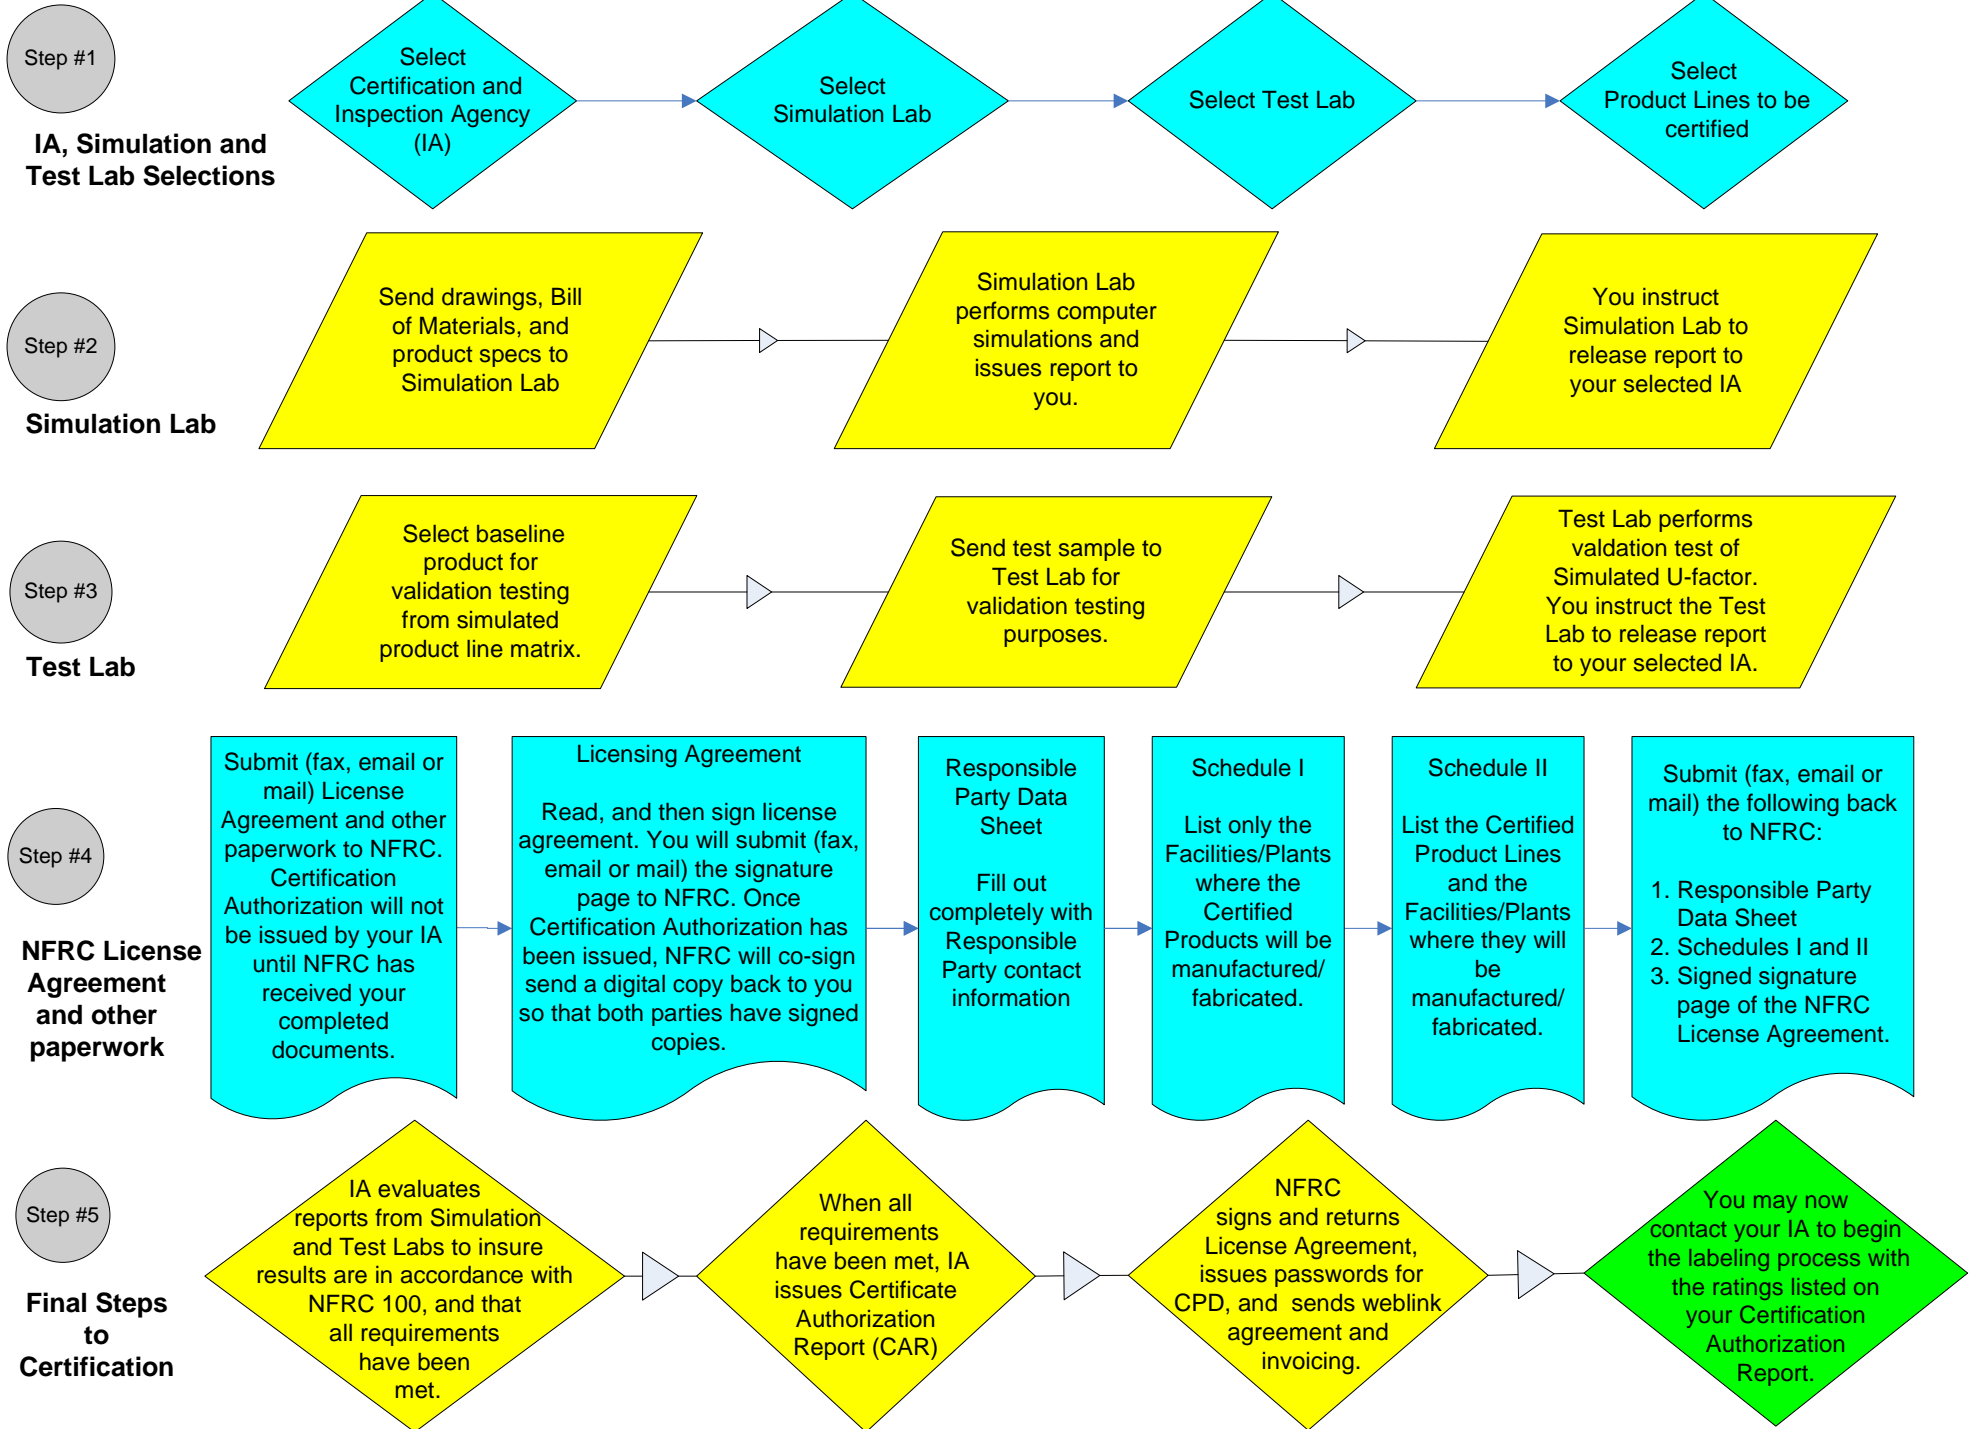 Step #1
IA, Simulation and
Test Lab Selections
Select
Certification and
Inspection Agency
(IA)
Select
Simulation Lab
Select Test Lab
Select
Product Lines to be
certified
Step #2
Simulation Lab
Send drawings, Bill
of Materials, and
product specs to
Simulation Lab
Simulation Lab
performs computer
simulations and
issues report to
you.
You instruct
Simulation Lab to
release report to
your selected IA
Step #3
Test Lab
Select baseline
product for
validation testing
from simulated
product line matrix.
Send test sample to
Test Lab for
validation testing
purposes.
Test Lab performs
valdation test of
Simulated U-factor.
You instruct the Test
Lab to release report
to your selected IA.
Step #4
NFRC License
Agreement
and other
paperwork
Submit (fax, email or
mail) License
Agreement and other
paperwork to NFRC.
Certification
Authorization will not
be issued by your IA
until NFRC has
received your
completed
documents.
Licensing Agreement
Read, and then sign license
agreement. You will submit (fax,
email or mail) the signature
page to NFRC. Once
Certification Authorization has
been issued, NFRC will co-sign
send a digital copy back to you
so that both parties have signed
copies.
Responsible
Party Data
Sheet
Fill out
completely with
Responsible
Party contact
information
Schedule I
List only the
Facilities/Plants
where the
Certified
Products will be
manufactured/
fabricated.
Schedule II
List the Certified
Product Lines
and the
Facilities/Plants
where they will
be
manufactured/
fabricated.
Submit (fax, email or
mail) the following back
to NFRC:
1. Responsible Party
Data Sheet
2. Schedules I and II
3. Signed signature
page of the NFRC
License Agreement.
Step #5
Final Steps
to
Certification
IA evaluates
reports from Simulation
and Test Labs to insure
results are in accordance with
NFRC 100, and that
all requirements
have been
met.
When all
requirements
have been met, IA
issues Certificate
Authorization
Report (CAR)
NFRC
signs and returns
License Agreement,
issues passwords for
CPD, and  sends weblink
agreement and
invoicing.
You may now
contact your IA to begin
the labeling process with
the ratings listed on
your Certification
Authorization
Report.